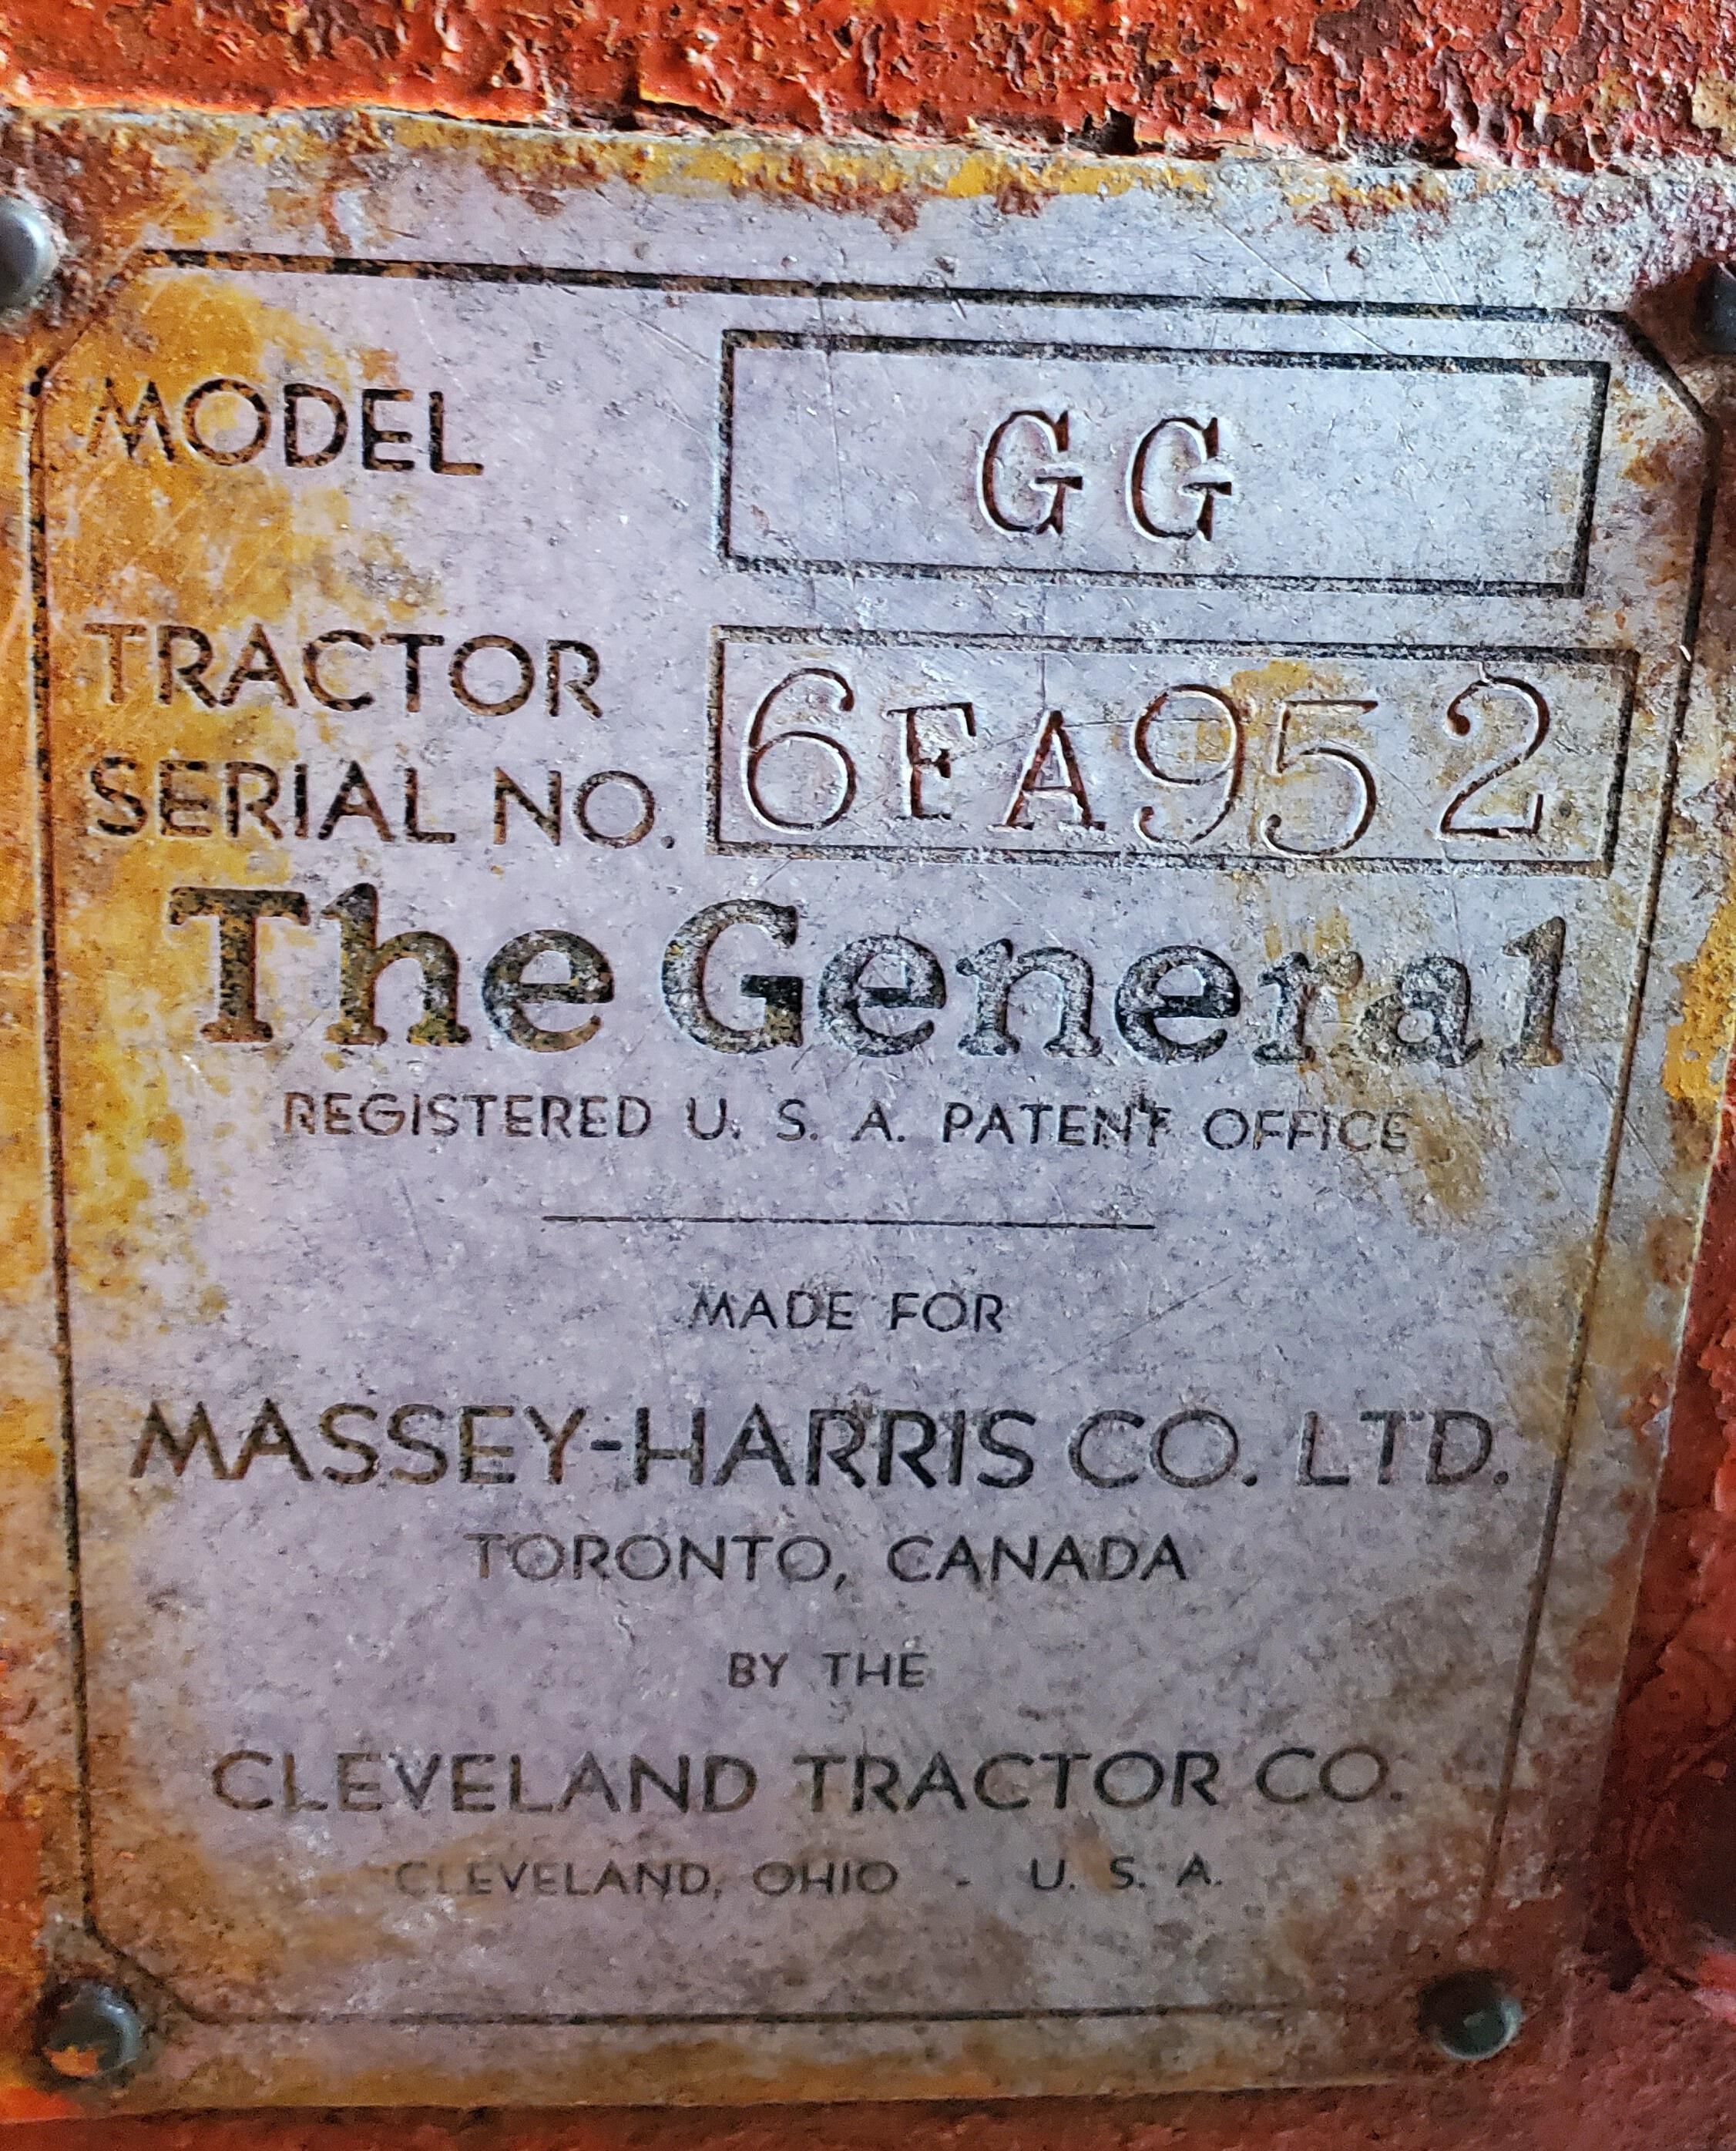 MODEL GG
TRACTOR
SERIAL NO. 6FA952
The General
REGISTERED U. S. A. PATENT OFFICE
MADE FOR
MASSEY-HARRIS CO. LTD.
TORONTO, CANADA
BY THE
CLEVELAND TRACTOR CO.
CLEVELAND, OHIO - U. S. A.